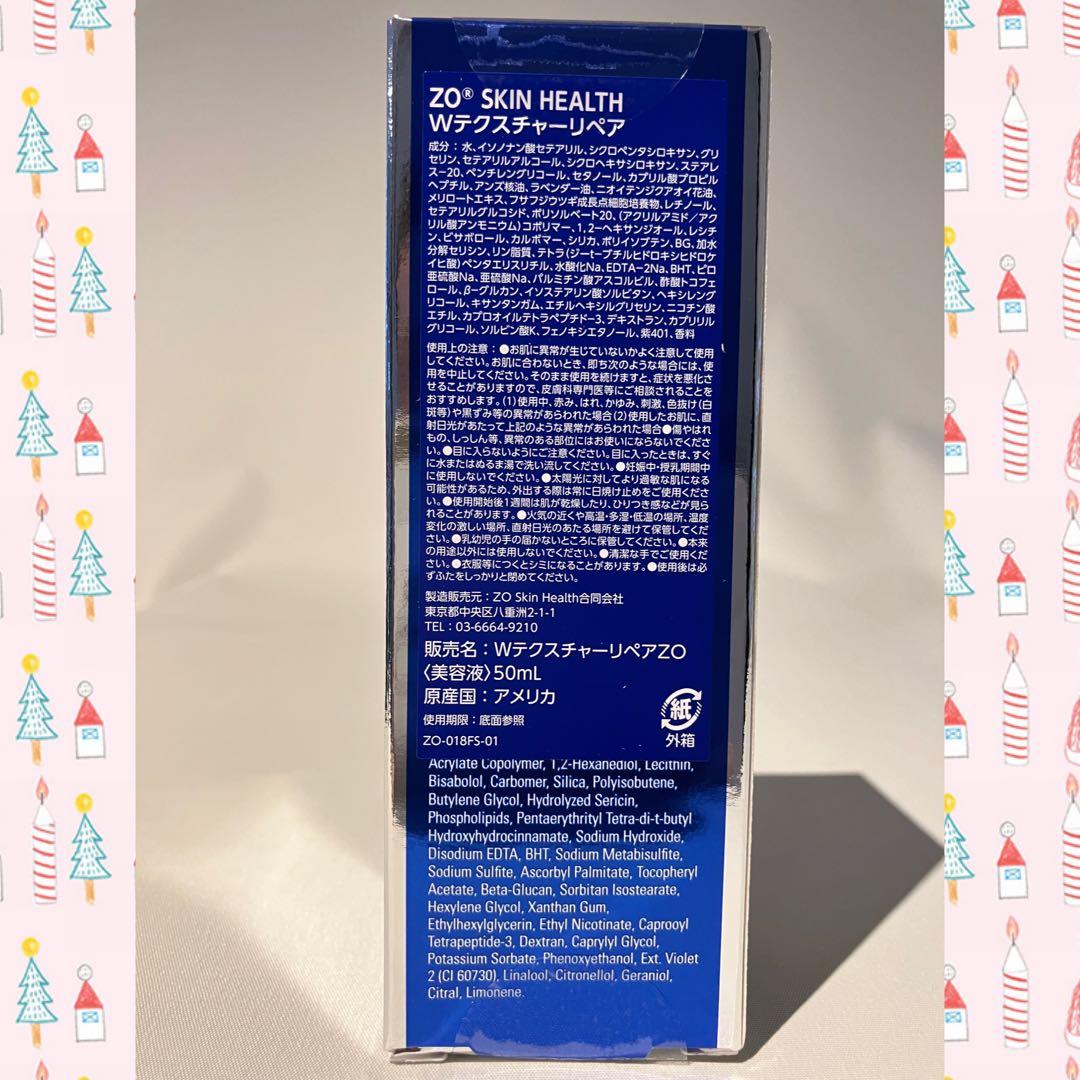 ZO® SKIN HEALTH
Wテクスチャーリペア
成分：水、イソノナン酸セテアリル、シクロペンタシロキサン、グリ
セリン、セテアリルアルコール、シクロヘキサシロキサン、ステアレ
ス−20、ペンチレングリコール、セタノール、カプリル酸プロピル
ヘプチル、アンズ核油、ラベンダー油、ニオイテンジクアオイ花油、
メリロートエキス、フサフジウツギ成長点細胞培養物、レチノール、
セテアリルグルコシド、ポリソルベート20、（アクリルアミド／アク
リル酸アンモニウム）コポリマー、1，2−ヘキサンジオール、レシチ
ン、ビサボロール、カルボマー、シリカ、ポリイソブテン、BG、加水
分解セリシン、リン脂質、テトラ（ジ−t−ブチルヒドロキシヒドロケ
イヒ酸）ペンタエリスリチル、水酸化Na、EDTA−2Na、BHT、ピロ
亜硫酸Na、亜硫酸Na、パルミチン酸アスコルビル、酢酸トコフェ
ロール、β−グルカン、イソステアリン酸ソルビタン、ヘキシレングリ
コール、キサンタンガム、エチルヘキシルグリセリン、ニコチン酸
エチル、カプロオイルテトラペプチド−3、デキストラン、カプリリル
グリコール、ソルビン酸K、フェノキシエタノール、紫401、香料
使用上の注意：●お肌に異常が生じていないかよく注意して使用
してください。お肌に合わないとき、即ち次のような場合には、使
用を中止してください。そのまま使用を続けますと、症状を悪化さ
せることがありますので、皮膚科専門医等にご相談されることを
おすすめします。（1）使用中、赤み、はれ、かゆみ、刺激、色抜け（白
斑等）や黒ずみ等の異常があらわれた場合（2）使用したお肌に、直
射日光があたって上記のような異常があらわれた場合●傷やはれ
もの、しっしん等、異常のある部位にはお使いにならないでくださ
い。●目に入らないようにご注意ください。目に入ったときは、すぐ
に水またはぬるま湯で洗い流してください。●妊娠中・授乳期間中
に使用しないでください。●太陽光に対してより過敏な肌になる
可能性があるため、外出する際は常に日焼け止めをご使用くださ
い。●使用開始後1週間は肌が乾燥したり、ひりつき感などが見ら
れることがあります。●火気の近くや高温・多湿・低温の場所、温度
変化の激しい場所、直射日光のあたる場所を避けて保管してくだ
さい。●乳幼児の手の届かないところに保管してください。●本来
の用途以外には使用しないでください。●清潔な手でご使用くだ
さい。●衣服等につくとシミになることがあります。●使用後は必
ずふたをしっかりと閉めてください。
製造販売元：ZO Skin Health合同会社
東京都中央区八重洲2-1-1
TEL：03-6664-9210
販売名：WテクスチャーリペアZO
〈美容液〉50mL
原産国：アメリカ
使用期限：底面参照
ZO-018FS-01
紙
外箱
Acrylate Copolymer, 1,2-Hexanediol, Lecithin,
Bisabolol, Carbomer, Silica, Polyisobutene,
Butylene Glycol, Hydrolyzed Sericin,
Phospholipids, Pentaerythrityl Tetra-di-t-butyl
Hydroxyhydrocinnamate, Sodium Hydroxide,
Disodium EDTA, BHT, Sodium Metabisulfite,
Sodium Sulfite, Ascorbyl Palmitate, Tocopheryl
Acetate, Beta-Glucan, Sorbitan Isostearate,
Hexylene Glycol, Xanthan Gum,
Ethylhexylglycerin, Ethyl Nicotinate, Caprooyl
Tetrapeptide-3, Dextran, Caprylyl Glycol,
Potassium Sorbate, Phenoxyethanol, Ext. Violet
2 (CI 60730), Linalool, Citronellol, Geraniol,
Citral, Limonene.